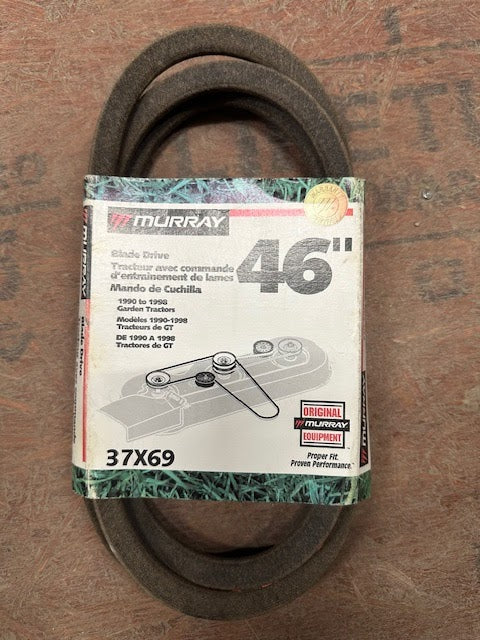 MURRAY
46"
Blade Drive
Tracteur avec commande
d'entraînement de lames
Mando de Cuchilla
1990 to 1998
Garden Tractors
Modèles 1990-1998
Tracteurs de GT
DE 1990 A 1998
Tractores de GT
ORIGINAL
MURRAY
EQUIPMENT
Proper Fit.
Proven Performance.™
37X69
MURRAY
Blade Drive